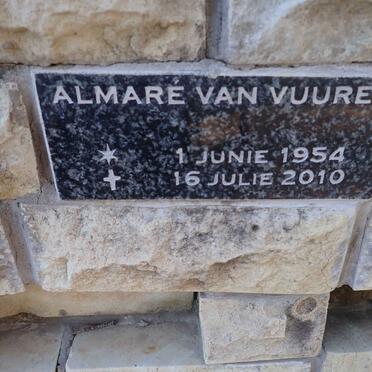 ALMARÉ VAN VUURE
* 1 JUNIE 1954
✝ 16 JULIE 2010